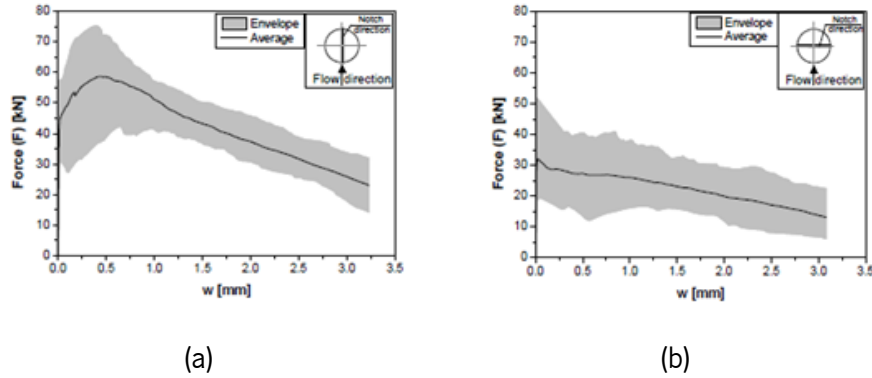 Envelope
Average
Notch
direction
Flow direction
Force (F) [kN]
80
70
60
50
40
30
20
10
0
0.0 0.5 1.0 1.5 2.0 2.5 3.0 3.5
w [mm]
(a)
Envelope
Average
Notch
direction
Flow direction
Force (F) [kN]
80
70
60
50
40
30
20
10
0
0.0 0.5 1.0 1.5 2.0 2.5 3.0 3.5
w [mm]
(b)